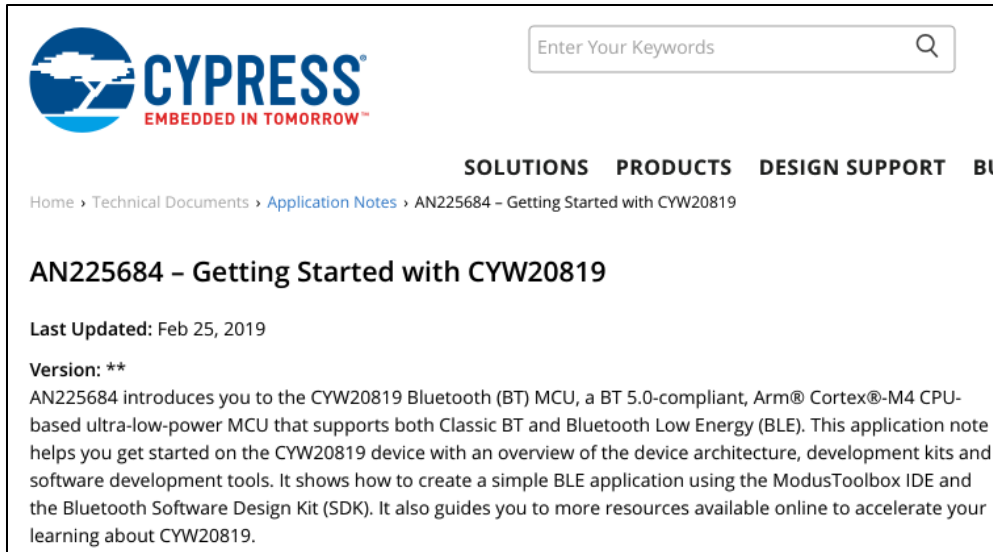 CYPRESS®
EMBEDDED IN TOMORROW™
Enter Your Keywords
SOLUTIONS PRODUCTS DESIGN SUPPORT
Home › Technical Documents › Application Notes › AN225684 – Getting Started with CYW20819
AN225684 – Getting Started with CYW20819
Last Updated: Feb 25, 2019
Version: **
AN225684 introduces you to the CYW20819 Bluetooth (BT) MCU, a BT 5.0-compliant, Arm® Cortex®-M4 CPU-
based ultra-low-power MCU that supports both Classic BT and Bluetooth Low Energy (BLE). This application note
helps you get started on the CYW20819 device with an overview of the device architecture, development kits and
software development tools. It shows how to create a simple BLE application using the ModusToolbox IDE and
the Bluetooth Software Design Kit (SDK). It also guides you to more resources available online to accelerate your
learning about CYW20819.